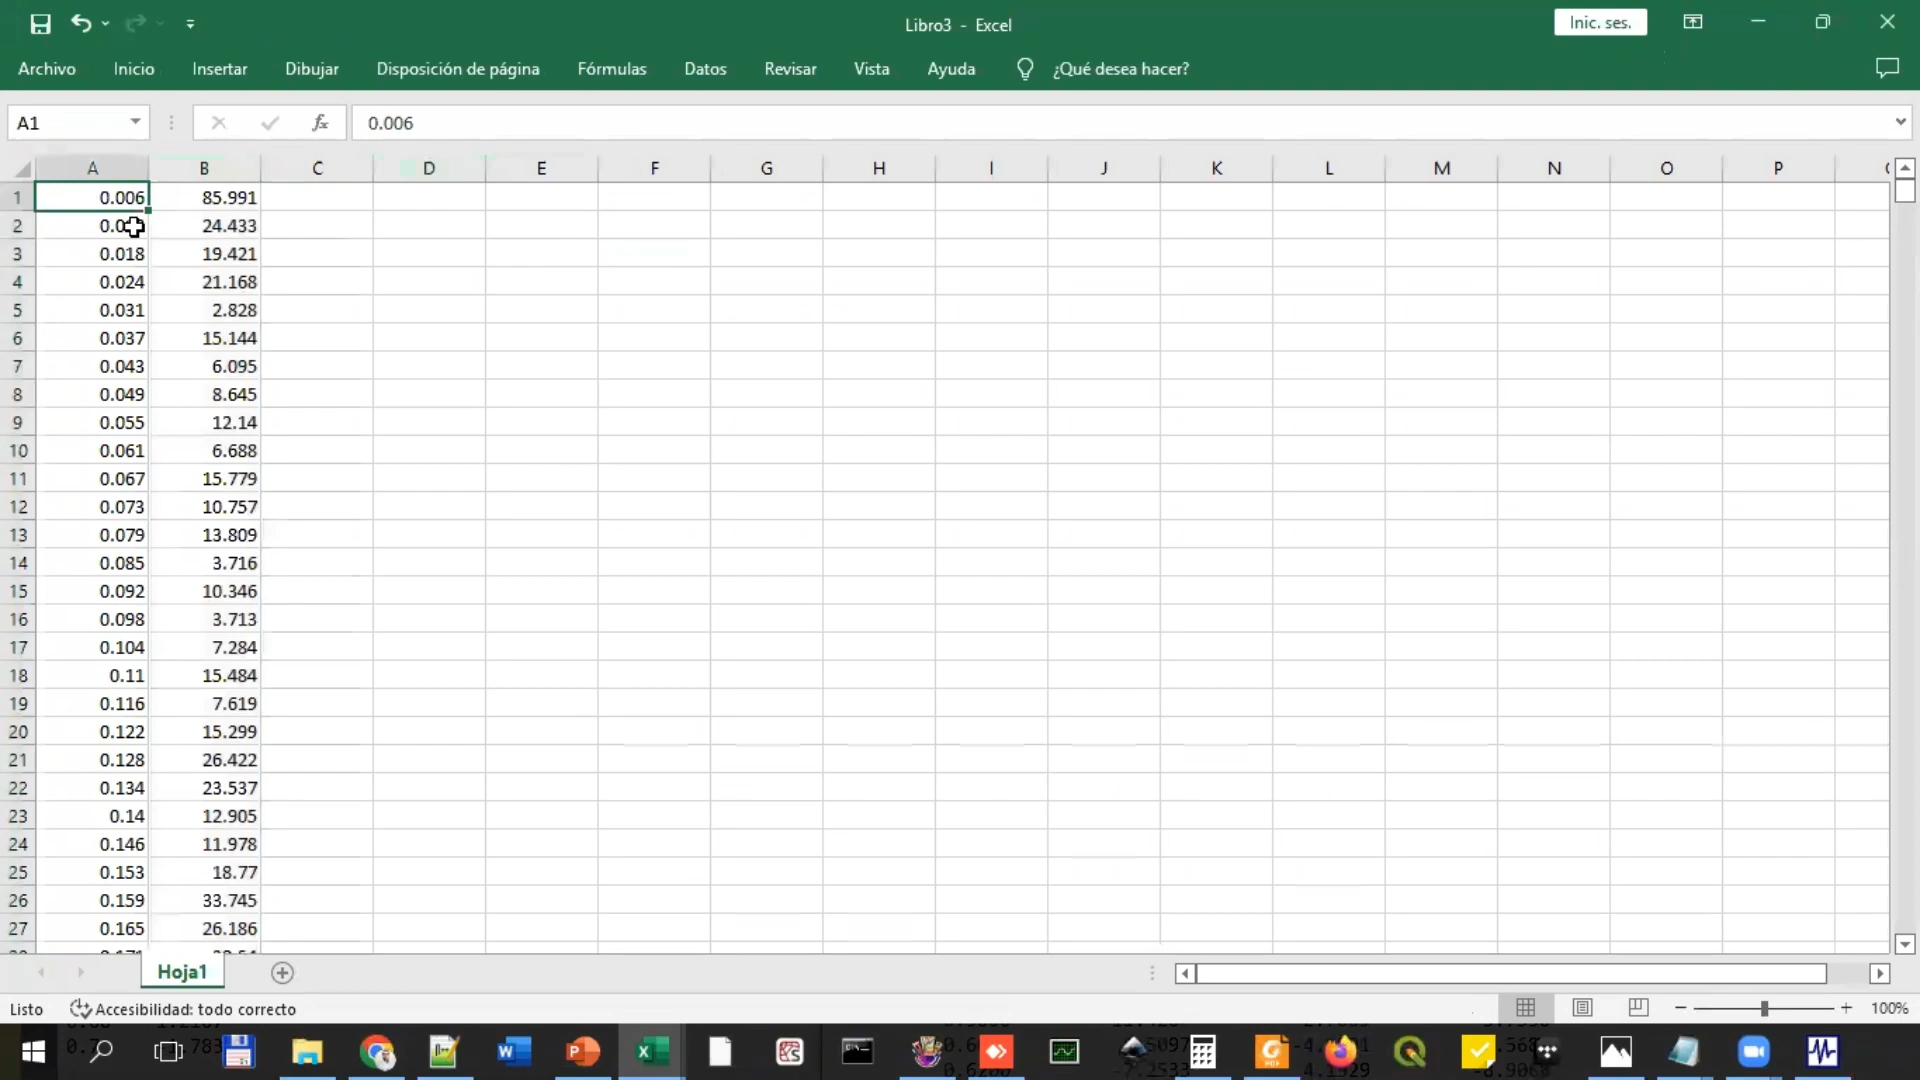 Libro3 - Excel
Inic. ses.
Archivo Inicio Insertar Dibujar Disposición de página Fórmulas Datos Revisar Vista Ayuda ¿Qué desea hacer?
A1 fx 0.006
A B C D E F G H I J K L M N O P
1 0.006 85.991
2 24.433
3 0.018 19.421
4 0.024 21.168
5 0.031 2.828
6 0.037 15.144
7 0.043 6.095
8 0.049 8.645
9 0.055 12.14
10 0.061 6.688
11 0.067 15.779
12 0.073 10.757
13 0.079 13.809
14 0.085 3.716
15 0.092 10.346
16 0.098 3.713
17 0.104 7.284
18 0.11 15.484
19 0.116 7.619
20 0.122 15.299
21 0.128 26.422
22 0.134 23.537
23 0.14 12.905
24 0.146 11.978
25 0.153 18.77
26 0.159 33.745
27 0.165 26.186
Hoja1
Listo Accesibilidad: todo correcto 100%